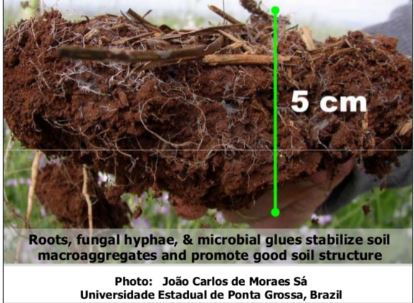 5 cm
Roots, fungal hyphae, & microbial glues stabilize soil
macroaggregates and promote good soil structure
Photo: João Carlos de Moraes Sá
Universidade Estadual de Ponta Grossa, Brazil